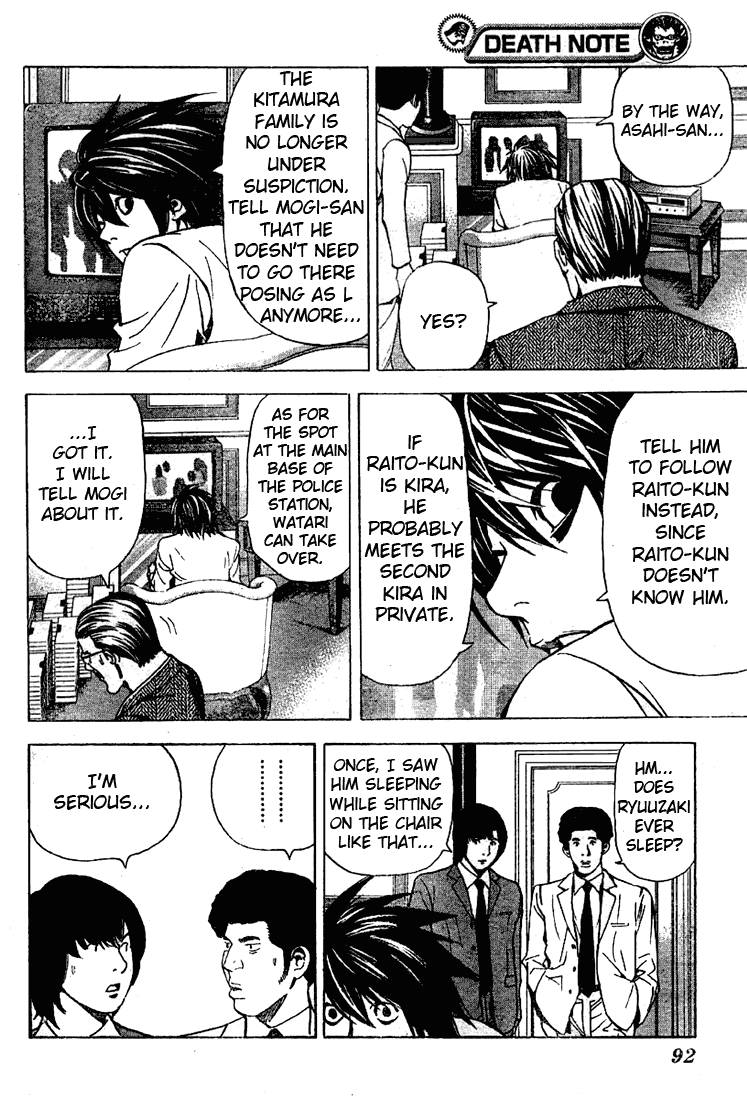 DEATH NOTE
BY THE WAY,
ASAHI-SAN...
YES?
THE
KITAMURA
FAMILY IS
NO LONGER
UNDER
SUSPICTION.
TELL MOGI-SAN
THAT HE
DOESN'T NEED
TO GO THERE
POSING AS L
ANYMORE...
TELL HIM
TO FOLLOW
RAITO-KUN
INSTEAD,
SINCE
RAITO-KUN
DOESN'T
KNOW HIM.
IF
RAITO-KUN
IS KIRA,
HE
PROBABLY
MEETS THE
SECOND
KIRA IN
PRIVATE.
AS FOR
THE SPOT
AT THE MAIN
BASE OF
THE POLICE
STATION,
WATARI
CAN TAKE
OVER.
...I
GOT IT.
I WILL
TELL MOGI
ABOUT IT.
HM...
DOES
RYUUZAKI
EVER
SLEEP?
ONCE, I SAW
HIM SLEEPING
WHILE SITTING
ON THE CHAIR
LIKE THAT...
.........
I'M
SERIOUS...
92